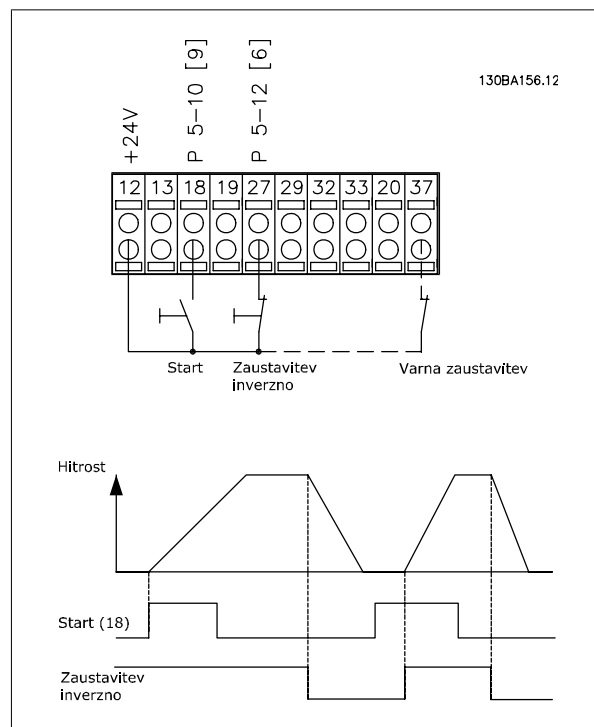 130BA156.12
+24V
P 5-10 [9]
P 5-12 [6]
12 13 18 19 27 29 32 33 20 37
Start
Zaustavitev
inverzno
Varna zaustavitev
Hitrost
Start (18)
Zaustavitev
inverzno